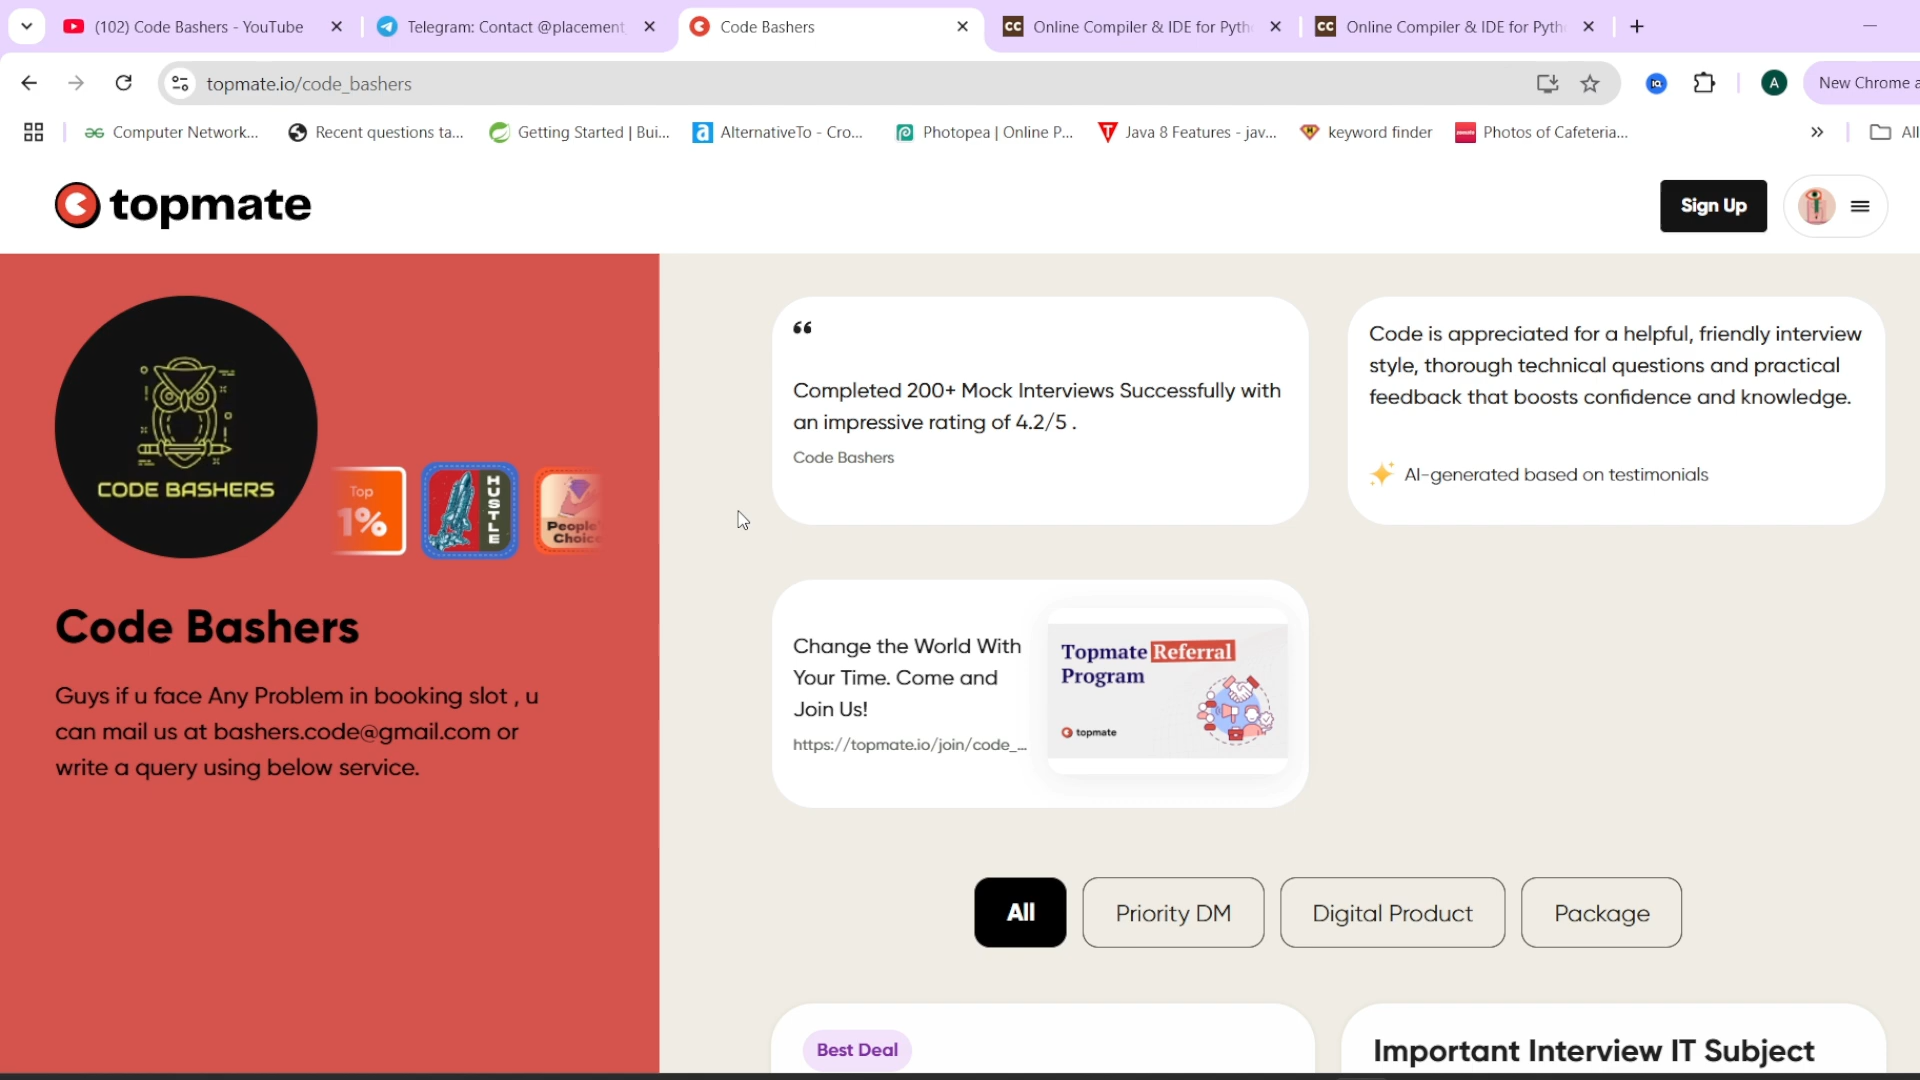 (102) Code Bashers - YouTube
Telegram: Contact @placement
Code Bashers
CC
Online Compiler & IDE for Pyth
CC
Online Compiler & IDE for Pyth
topmate.io/code_bashers
A
New Chrome a
Computer Network...
Recent questions ta...
Getting Started | Bui...
AlternativeTo - Cro...
Photopea | Online P...
Java 8 Features - jav...
keyword finder
Photos of Cafeteria...
»
All
topmate
Sign Up
CODE BASHERS
Top
1%
HUSTLE
People'
Choice
Code Bashers
Guys if u face Any Problem in booking slot , u
can mail us at bashers.code@gmail.com or
write a query using below service.
“
Completed 200+ Mock Interviews Successfully with
an impressive rating of 4.2/5 .
Code Bashers
Code is appreciated for a helpful, friendly interview
style, thorough technical questions and practical
feedback that boosts confidence and knowledge.
AI-generated based on testimonials
Change the World With
Your Time. Come and
Join Us!
https://topmate.io/join/code_...
Topmate Referral
Program
topmate
All
Priority DM
Digital Product
Package
Best Deal
Important Interview IT Subject